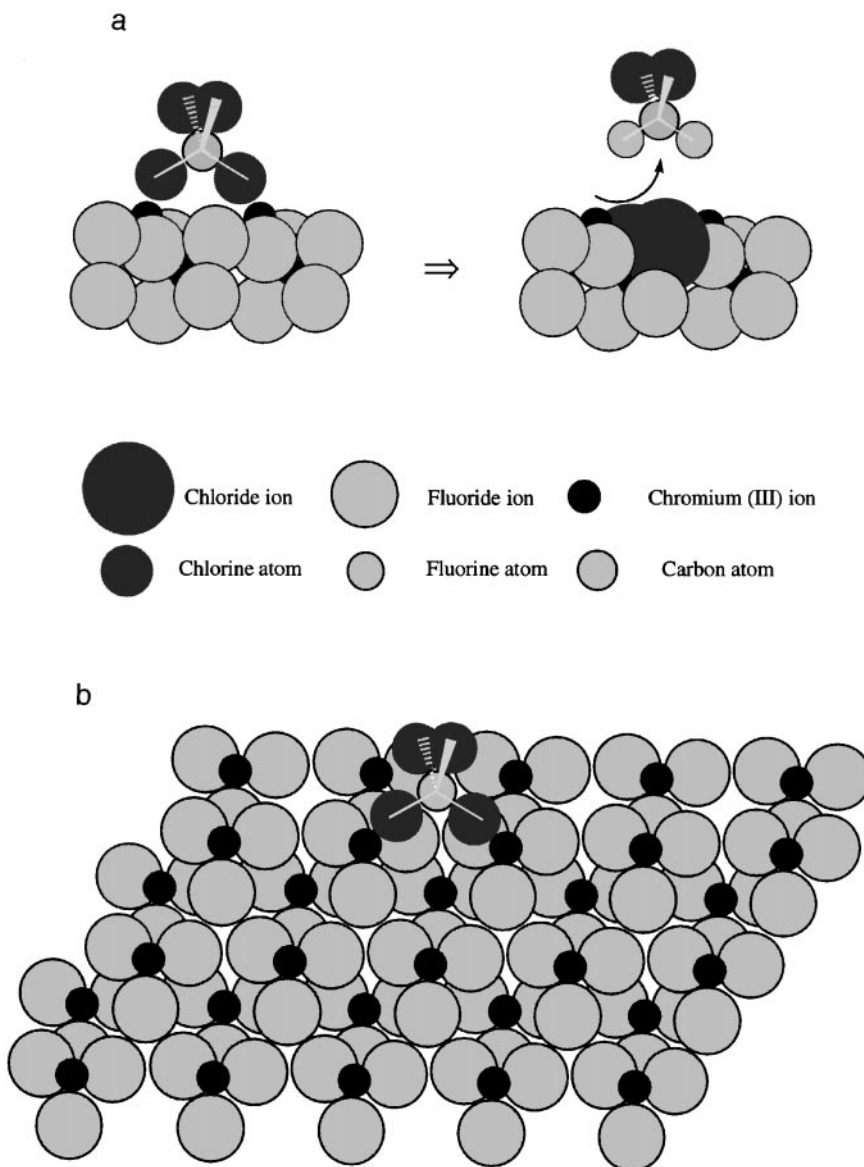 a
⇒
Chloride ion Fluoride ion Chromium (III) ion
Chlorine atom Fluorine atom Carbon atom
b